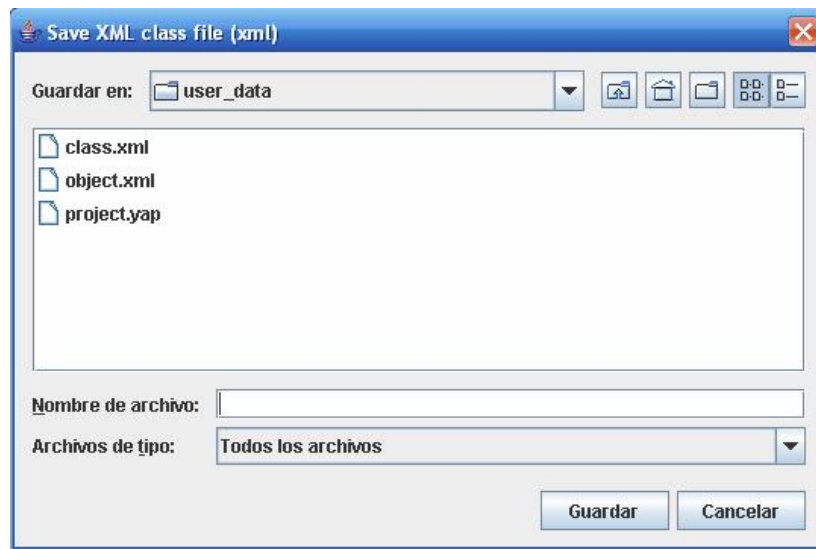 Save XML class file (xml)
Guardar en: user_data
class.xml
object.xml
project.yap
Nombre de archivo:
Archivos de tipo: Todos los archivos
Guardar Cancelar